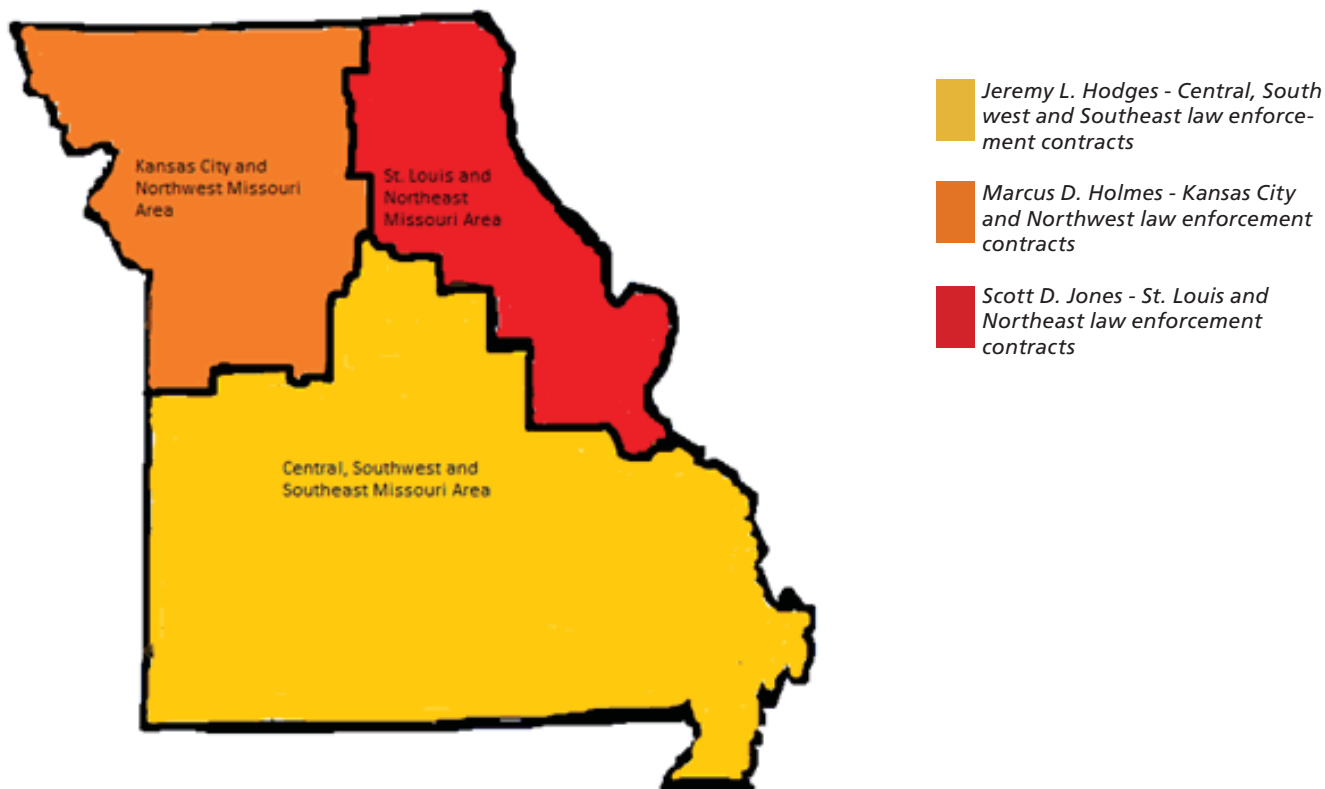 Kansas City and
Northwest Missouri
Area
St. Louis and
Northeast
Missouri Area
Central, Southwest and
Southeast Missouri Area
Jeremy L. Hodges - Central, South
west and Southeast law enforce-
ment contracts
Marcus D. Holmes - Kansas City
and Northwest law enforcement
contracts
Scott D. Jones - St. Louis and
Northeast law enforcement
contracts